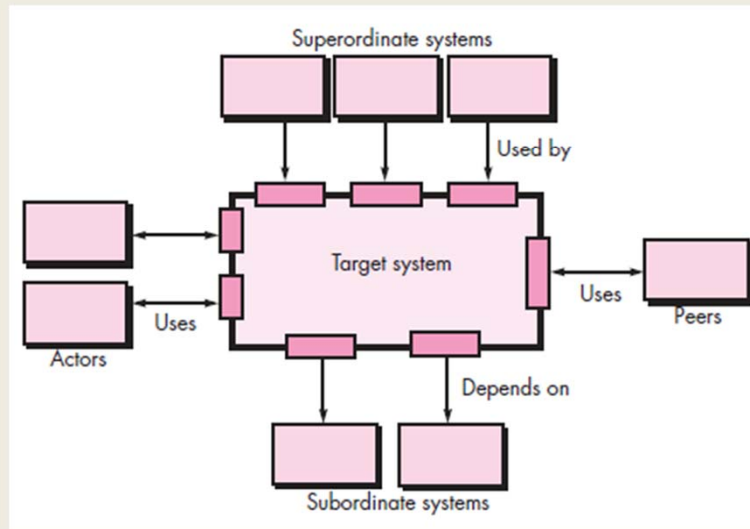 Superordinate systems
Used by
Target system
Uses
Peers
Uses
Actors
Depends on
Subordinate systems